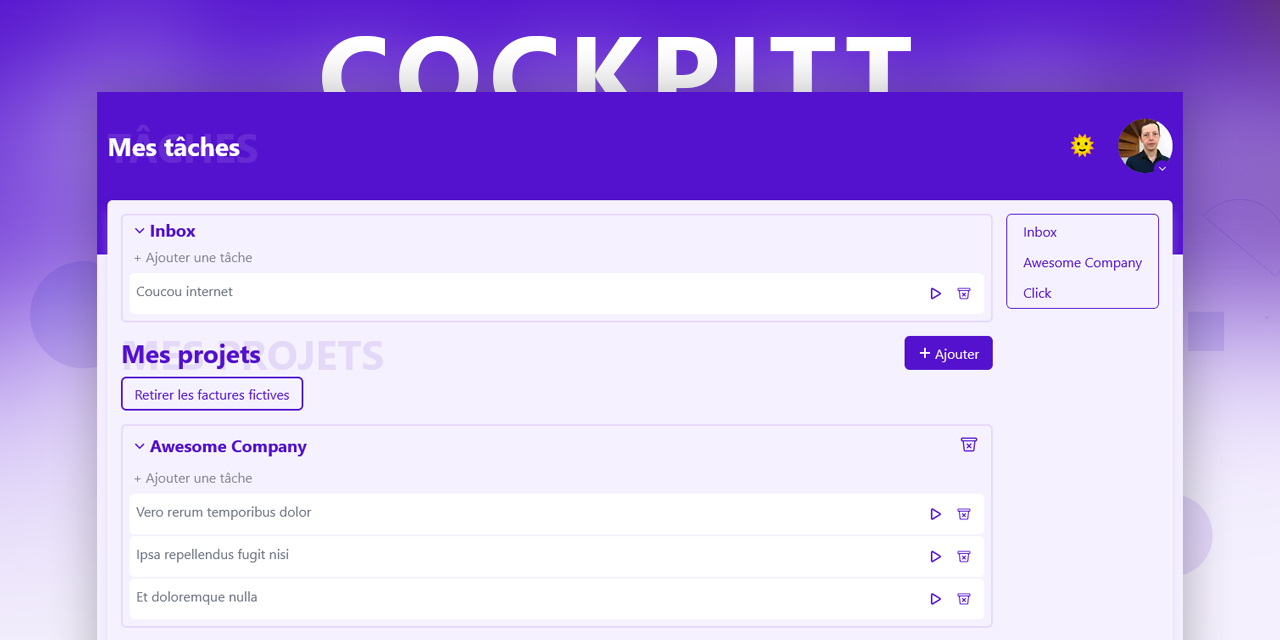 COCKPITT
TÂCHES
Mes tâches
Inbox
+ Ajouter une tâche
Coucou internet
Inbox
Awesome Company
Click
MES PROJETS
Mes projets
+ Ajouter
Retirer les factures fictives
Awesome Company
+ Ajouter une tâche
Vero rerum temporibus dolor
Ipsa repellendus fugit nisi
Et doloremque nulla